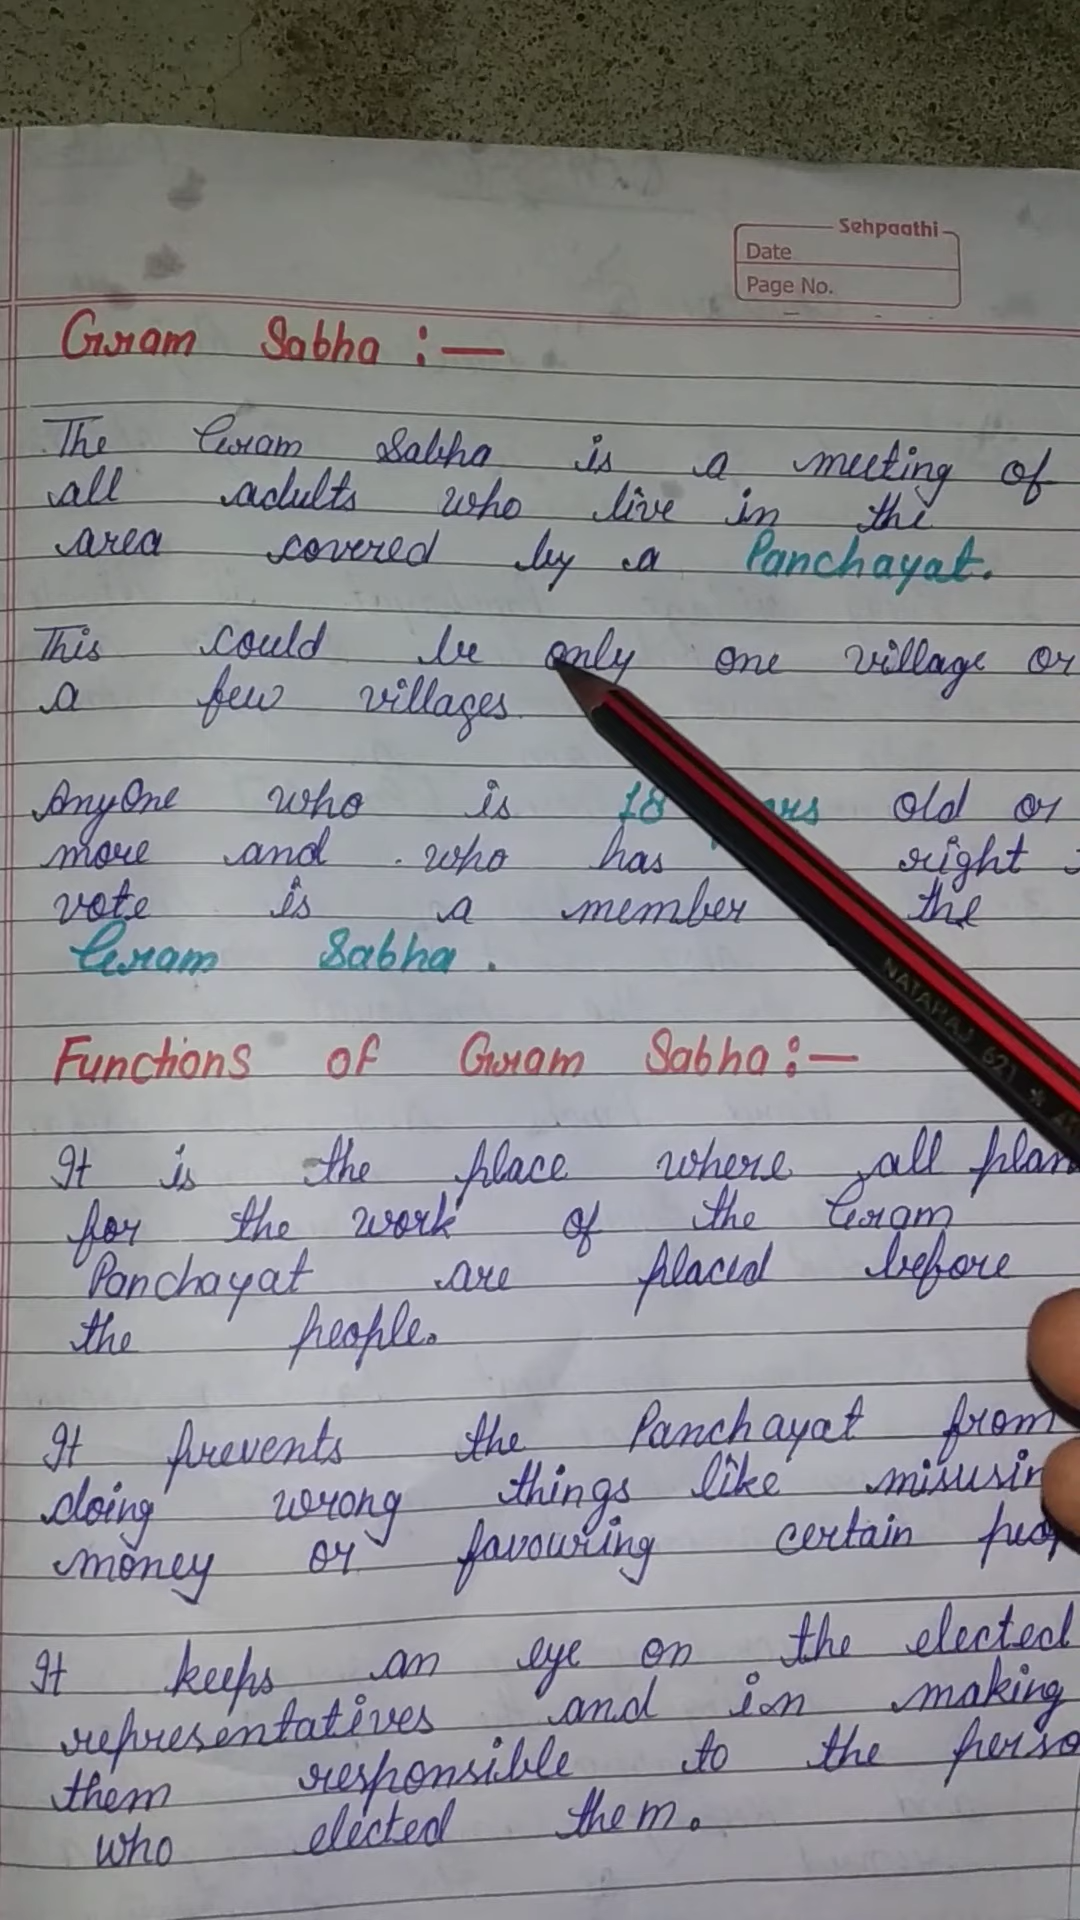 Sehpaathi
Date
Page No.
Gram Sabha :—
The Gram Sabha is a meeting of
all adults who live in the
area covered by a Panchayat.
This could be only one village or
a few villages.
AnyOne who is 18 old or
more and who has right
vote is a member the
Gram Sabha.
Functions of Gram Sabha :—
It is the place where all plan
for the work of the Gram
Panchayat are placed before
the people.
It prevents the Panchayat from
doing wrong things like misusin
money or favouring certain
It keeps an eye on the elected
representatives and in making
them responsible to the perso
who elected them.
NATARAJ 621